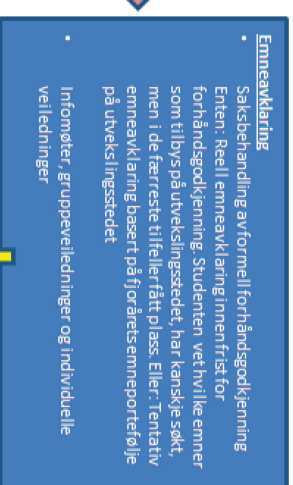 Emneavklaring
• Saksbehandling av formell forhåndsgodkjenning
Enten: Reell emneavklaring innen frist for
forhåndsgodkjenning. Studenten vet hvilke emner
som tilbys på utvekslingsstedet, har kanskje søkt,
men i de færreste tilfeller fått plass. Eller: Tentativ
emneavklaring basert på fjorårets emneportefølje
på utvekslingsstedet
• Infomøter, gruppeveiledninger og individuelle
veiledninger